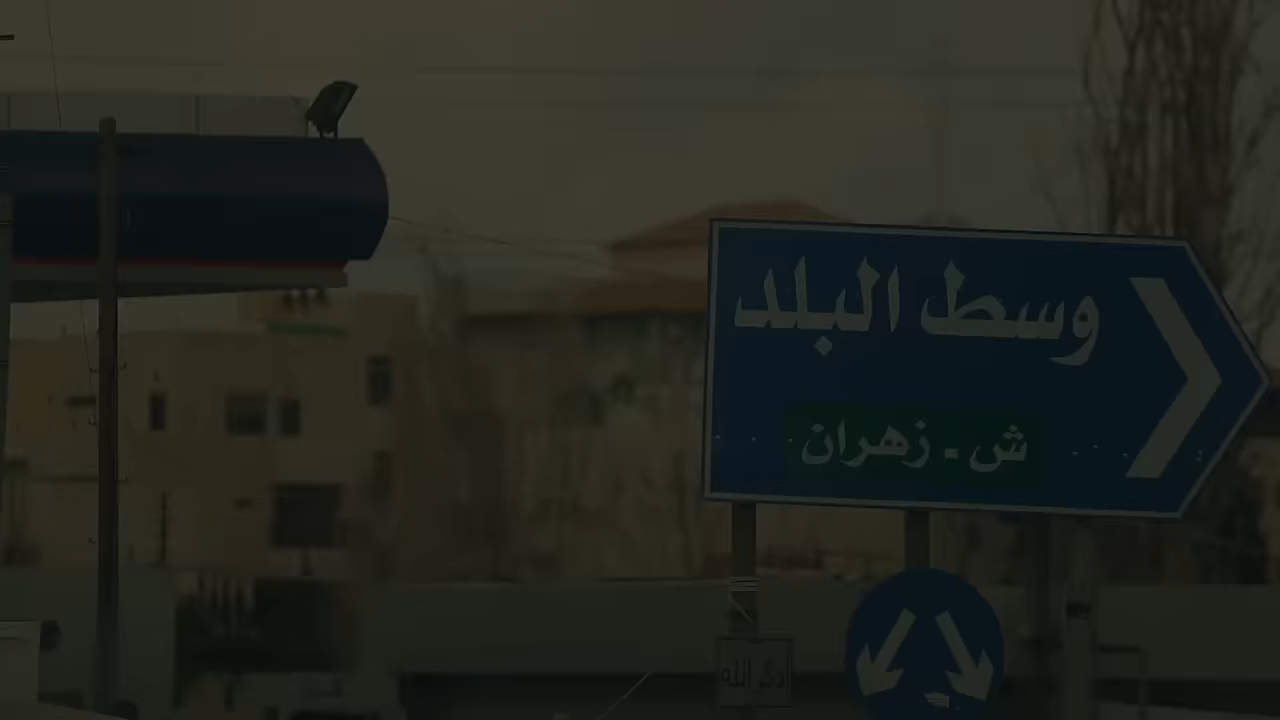 وسط البلد
ش . زهران
اذكر الله